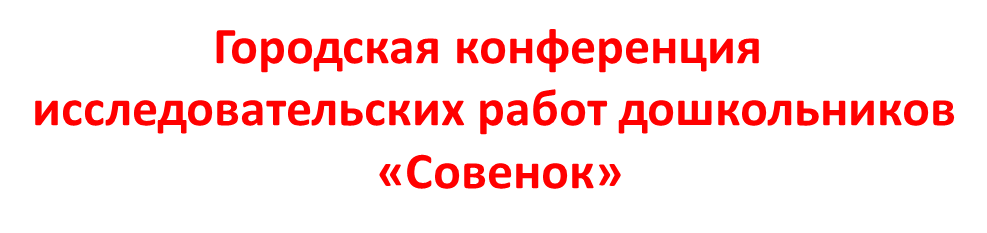 Городская конференция
исследовательских работ дошкольников
«Совенок»